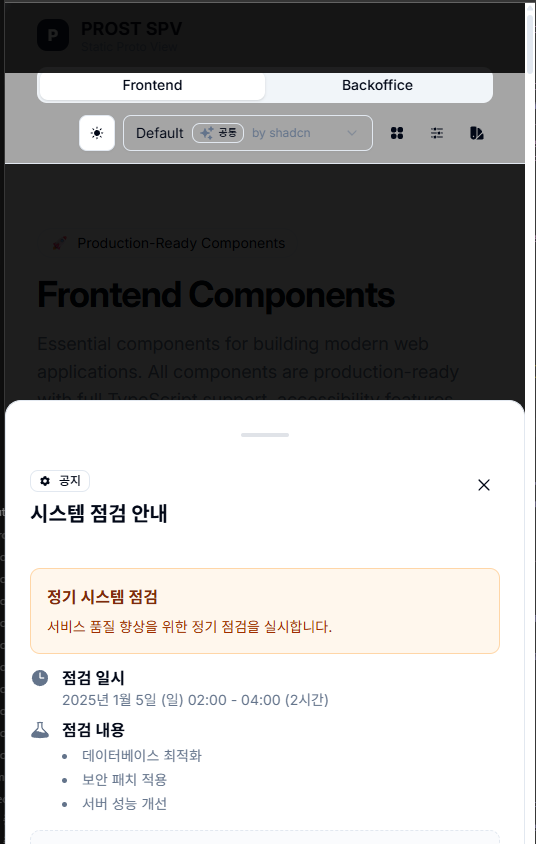 P PROST SPV
Frontend
Backoffice
Default 공통 by shadcn
🚀 Production-Ready Components
Frontend Components
Essential components for building modern web
applications. All components are production-ready
with full TypeScript support, accessibility features
공지
시스템 점검 안내
정기 시스템 점검
서비스 품질 향상을 위한 정기 점검을 실시합니다.
점검 일시
2025년 1월 5일 (일) 02:00 - 04:00 (2시간)
점검 내용
• 데이터베이스 최적화
• 보안 패치 적용
• 서버 성능 개선